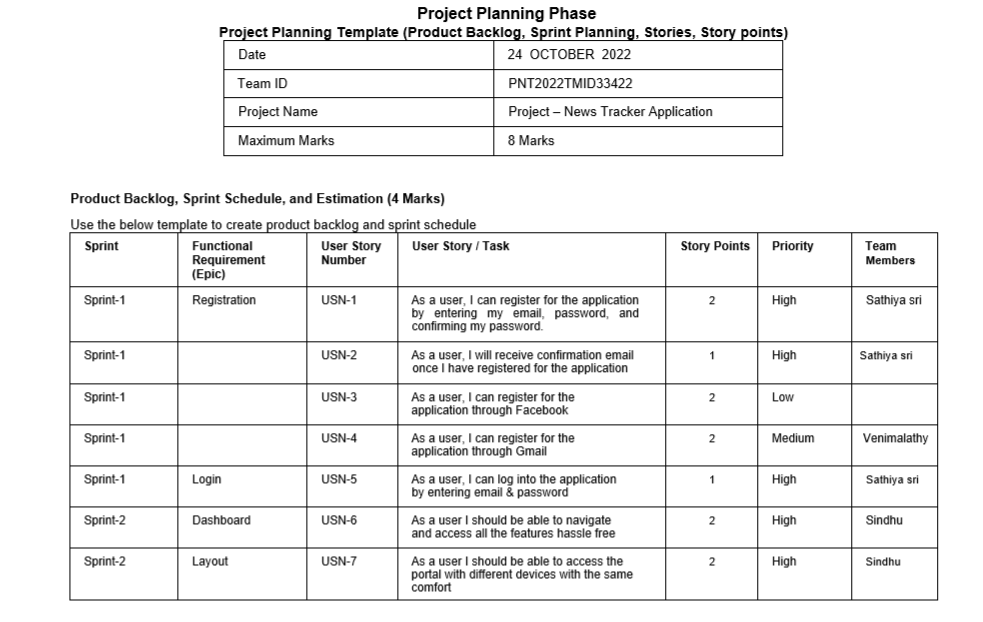 Project Planning Phase
Project Planning Template (Product Backlog, Sprint Planning, Stories, Story points)
Date 24 OCTOBER 2022
Team ID PNT2022TMID33422
Project Name Project – News Tracker Application
Maximum Marks 8 Marks
Product Backlog, Sprint Schedule, and Estimation (4 Marks)
Use the below template to create product backlog and sprint schedule
Sprint Functional User Story User Story / Task Story Points Priority Team
Requirement Number Members
(Epic)
Sprint-1 Registration USN-1 As a user, I can register for the application 2 High Sathiya sri
by entering my email, password, and
confirming my password.
Sprint-1 USN-2 As a user, I will receive confirmation email 1 High Sathiya sri
once I have registered for the application
Sprint-1 USN-3 As a user, I can register for the 2 Low
application through Facebook
Sprint-1 USN-4 As a user, I can register for the 2 Medium Venimalathy
application through Gmail
Sprint-1 Login USN-5 As a user, I can log into the application 1 High Sathiya sri
by entering email & password
Sprint-2 Dashboard USN-6 As a user I should be able to navigate 2 High Sindhu
and access all the features hassle free
Sprint-2 Layout USN-7 As a user I should be able to access the 2 High Sindhu
portal with different devices with the same
comfort